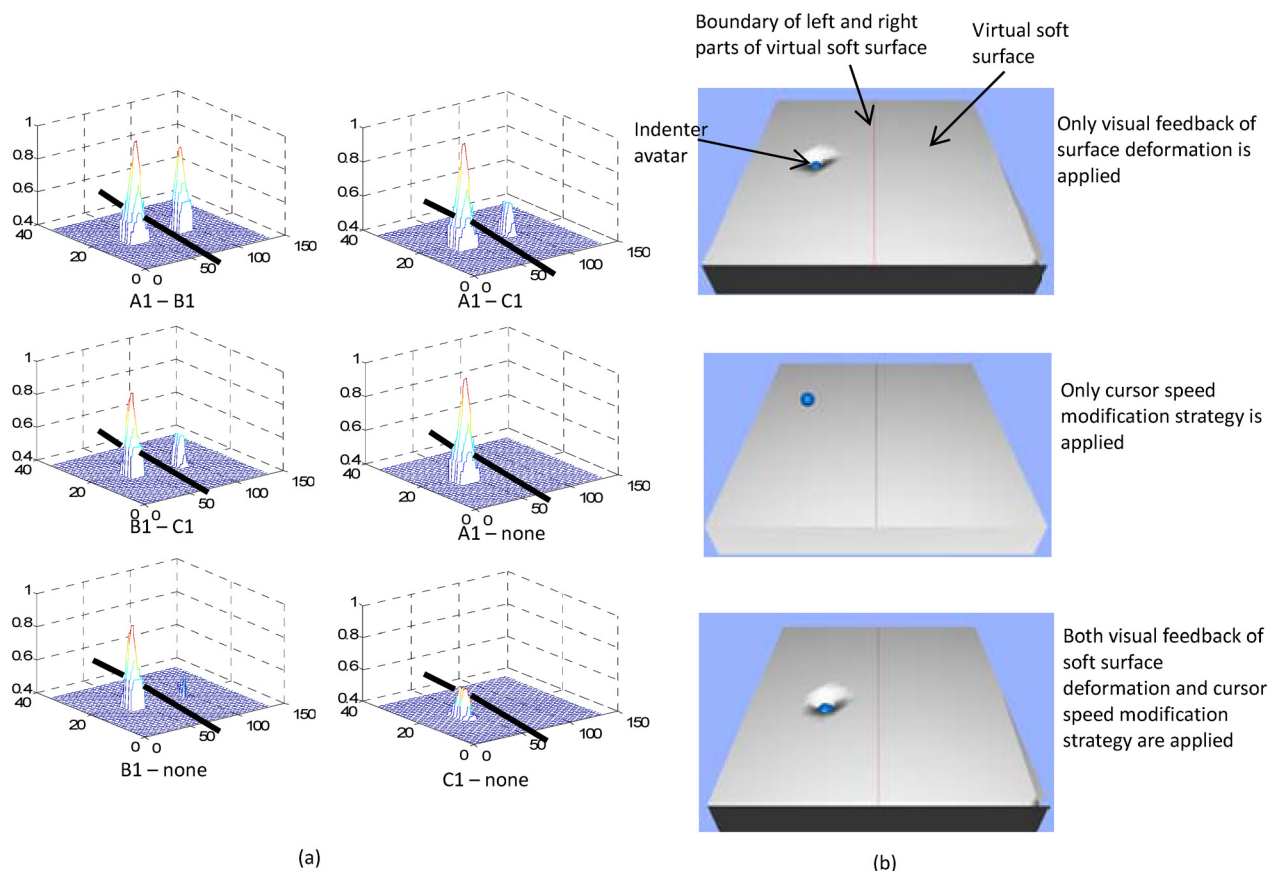 1
0.8
0.6
0.4
40
20
0
0
50
100
150
A1 – B1
1
0.8
0.6
0.4
40
20
0
0
50
100
150
A1 – C1
1
0.8
0.6
0.4
40
20
0
0
50
100
150
B1 – C1
1
0.8
0.6
0.4
40
20
0
0
50
100
150
A1 – none
1
0.8
0.6
0.4
40
20
0
0
50
100
150
B1 – none
1
0.8
0.6
0.4
40
20
0
0
50
100
150
C1 – none
(a)
Boundary of left and right
parts of virtual soft surface
Virtual soft
surface
Indenter
avatar
Only visual feedback of
surface deformation is
applied
Only cursor speed
modification strategy is
applied
Both visual feedback of
soft surface
deformation and cursor
speed modification
strategy are applied
(b)